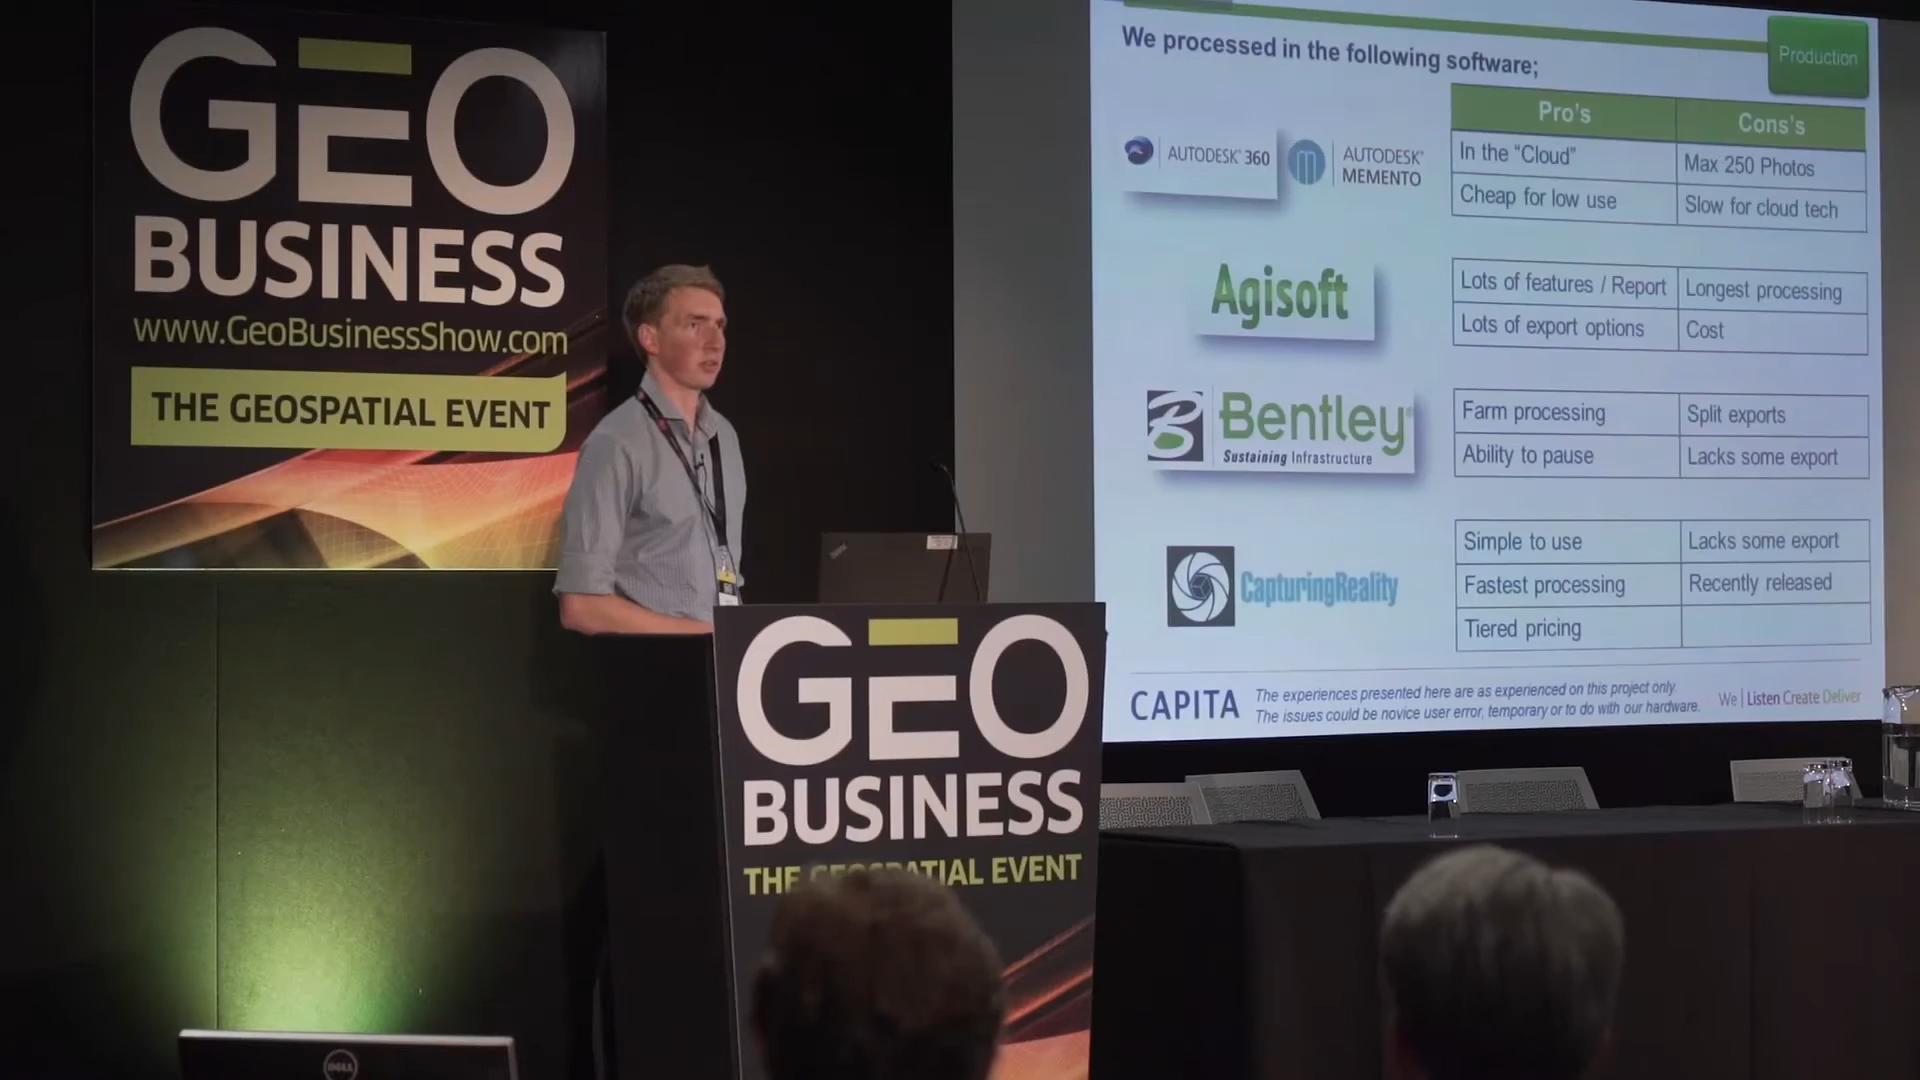 GEO
BUSINESS
www.GeoBusinessShow.com
THE GEOSPATIAL EVENT
GEO
BUSINESS
THE GEOSPATIAL EVENT
DELL
We processed in the following software;
Production
AUTODESK® 360
AUTODESK®
MEMENTO
Pro's Cons's
In the “Cloud” Max 250 Photos
Cheap for low use Slow for cloud tech
Agisoft
Lots of features / Report Longest processing
Lots of export options Cost
Bentley®
Sustaining Infrastructure
Farm processing Split exports
Ability to pause Lacks some export
CapturingReality
Simple to use Lacks some export
Fastest processing Recently released
Tiered pricing
CAPITA
The experiences presented here are as experienced on this project only.
The issues could be novice user error, temporary or to do with our hardware.
We | Listen Create Deliver